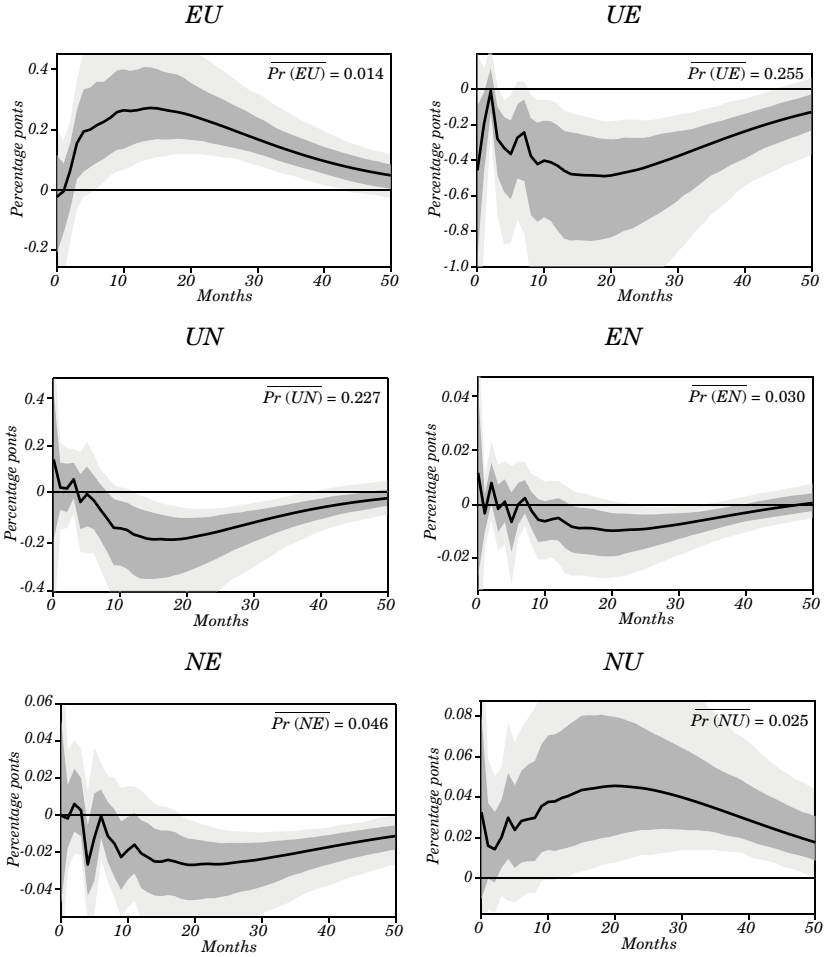 EU
UE
Pr (EU) = 0.014
Percentage ponts
0.4
0.2
0
-0.2
0 10 20 30 40 50
Months
Pr (UE) = 0.255
Percentage ponts
0
-0.2
-0.4
-0.6
-0.8
-1.0
0 10 20 30 40 50
Months
UN
EN
Pr (UN) = 0.227
Percentage ponts
0.4
0.2
0
-0.2
-0.4
0 10 20 30 40 50
Months
Pr (EN) = 0.030
Percentage ponts
0.04
0.02
0
-0.02
0 10 20 30 40 50
Months
NE
NU
Pr (NE) = 0.046
Percentage ponts
0.06
0.04
0.02
0
-0.02
-0.04
0 10 20 30 40 50
Months
Pr (NU) = 0.025
Percentage ponts
0.08
0.06
0.04
0.02
0
0 10 20 30 40 50
Months